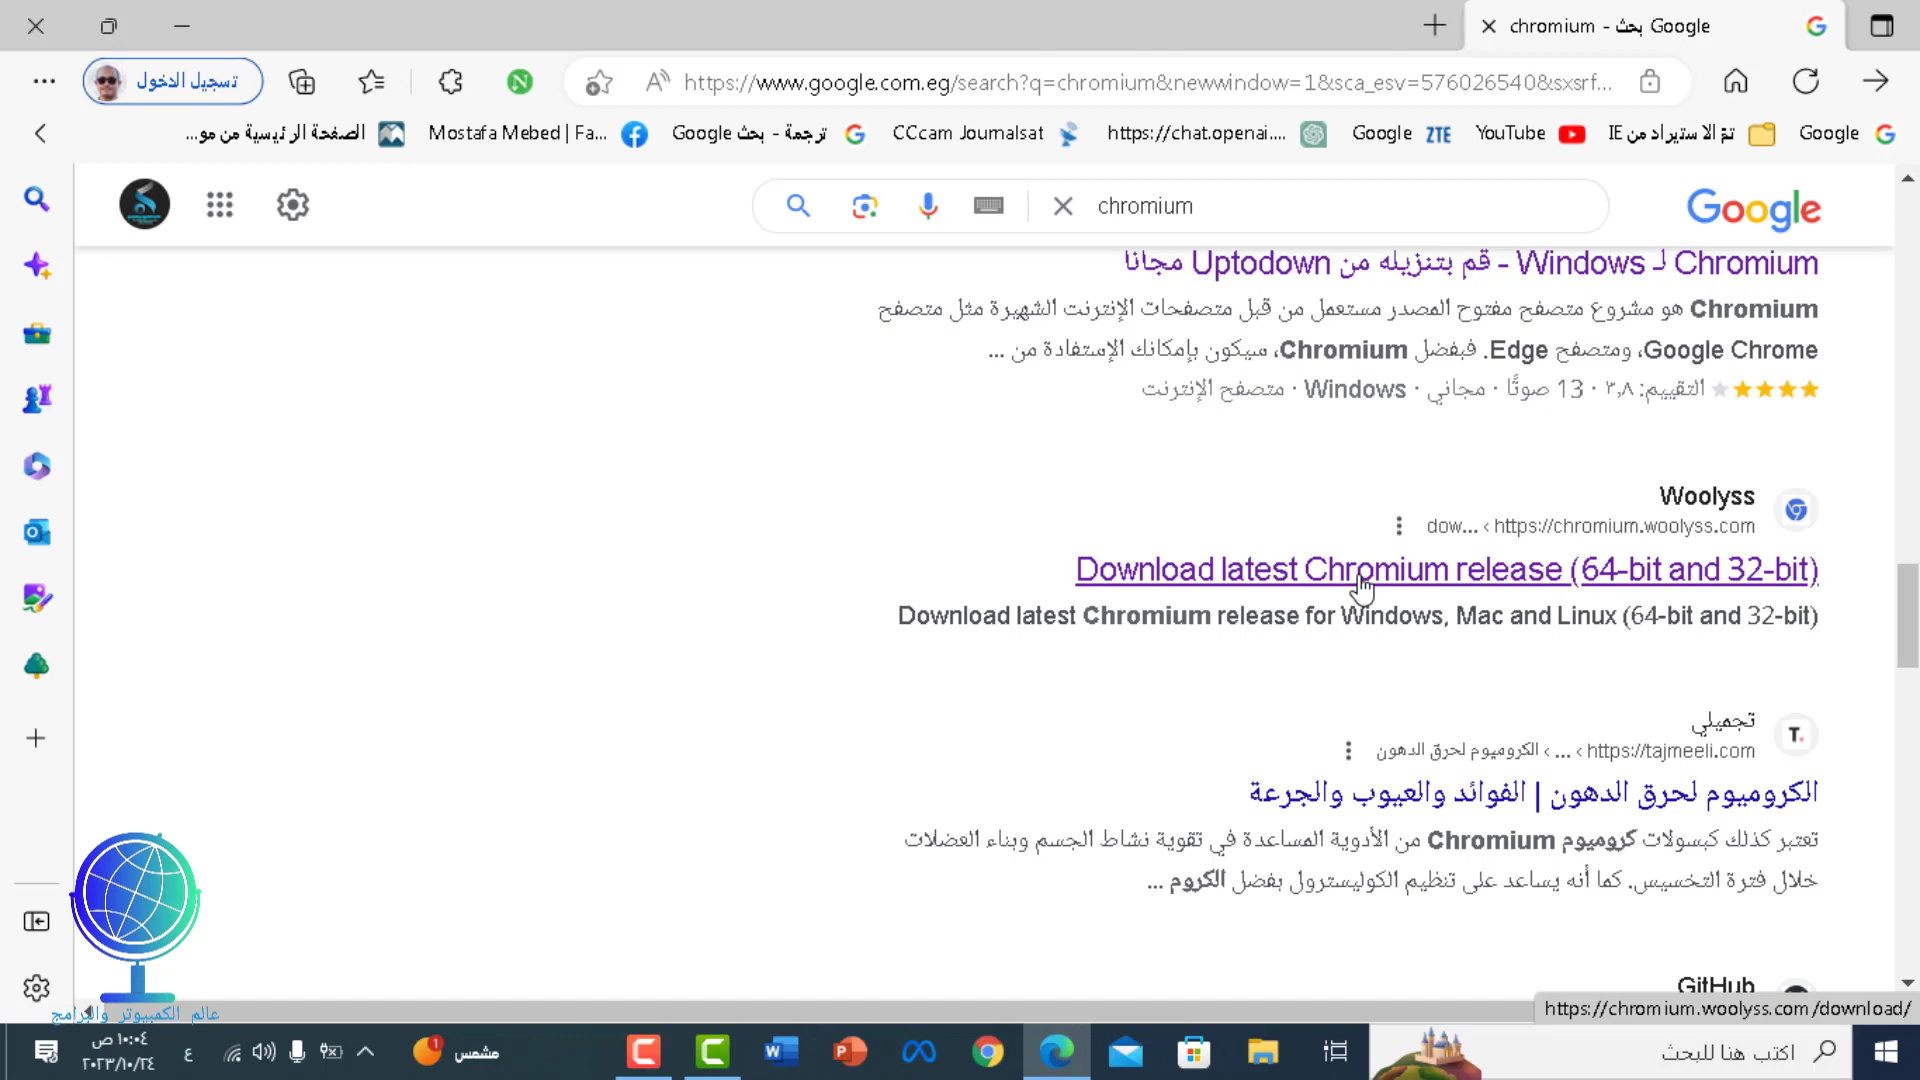 chromium - بحث Google
https://www.google.com.eg/search?q=chromium&newwindow=1&sca_esv=576026540&sxsrf...
تسجيل الدخول
Google
تمّ الاستيراد من IE
YouTube
ZTE Google
https://chat.openai....
CCcam Journalsat
ترجمة - بحث Google
Mostafa Mebed | Fa...
الصفحة الرئيسية من مو...
Google
chromium
Chromium لـ Windows - قم بتنزيله من Uptodown مجانا
Chromium هو مشروع متصفح مفتوح المصدر مستعمل من قبل متصفحات الإنترنت الشهيرة مثل متصفح
Google Chrome، ومتصفح Edge. فبفضل Chromium، سيكون بإمكانك الإستفادة من ...
التقييم: ٣,٨ · 13 صوتًا · مجاني · Windows · متصفح الإنترنت
Woolyss
https://chromium.woolyss.com › dow...
Download latest Chromium release (64-bit and 32-bit)
Download latest Chromium release for Windows, Mac and Linux (64-bit and 32-bit)
تجميلي
T.
https://tajmeeli.com › ... › الكروميوم لحرق الدهون
الكروميوم لحرق الدهون | الفوائد والعيوب والجرعة
تعتبر كذلك كبسولات كروميوم Chromium من الأدوية المساعدة في تقوية نشاط الجسم وبناء العضلات
خلال فترة التخسيس. كما أنه يساعد على تنظيم الكوليسترول بفضل الكروم ...
GitHub
https://chromium.woolyss.com/download/
عالم الكمبيوتر والبرامج
اكتب هنا للبحث
مشمس
1
ع
١٠:٠٤ ص
٢٠٢٣/١٠/٢٤